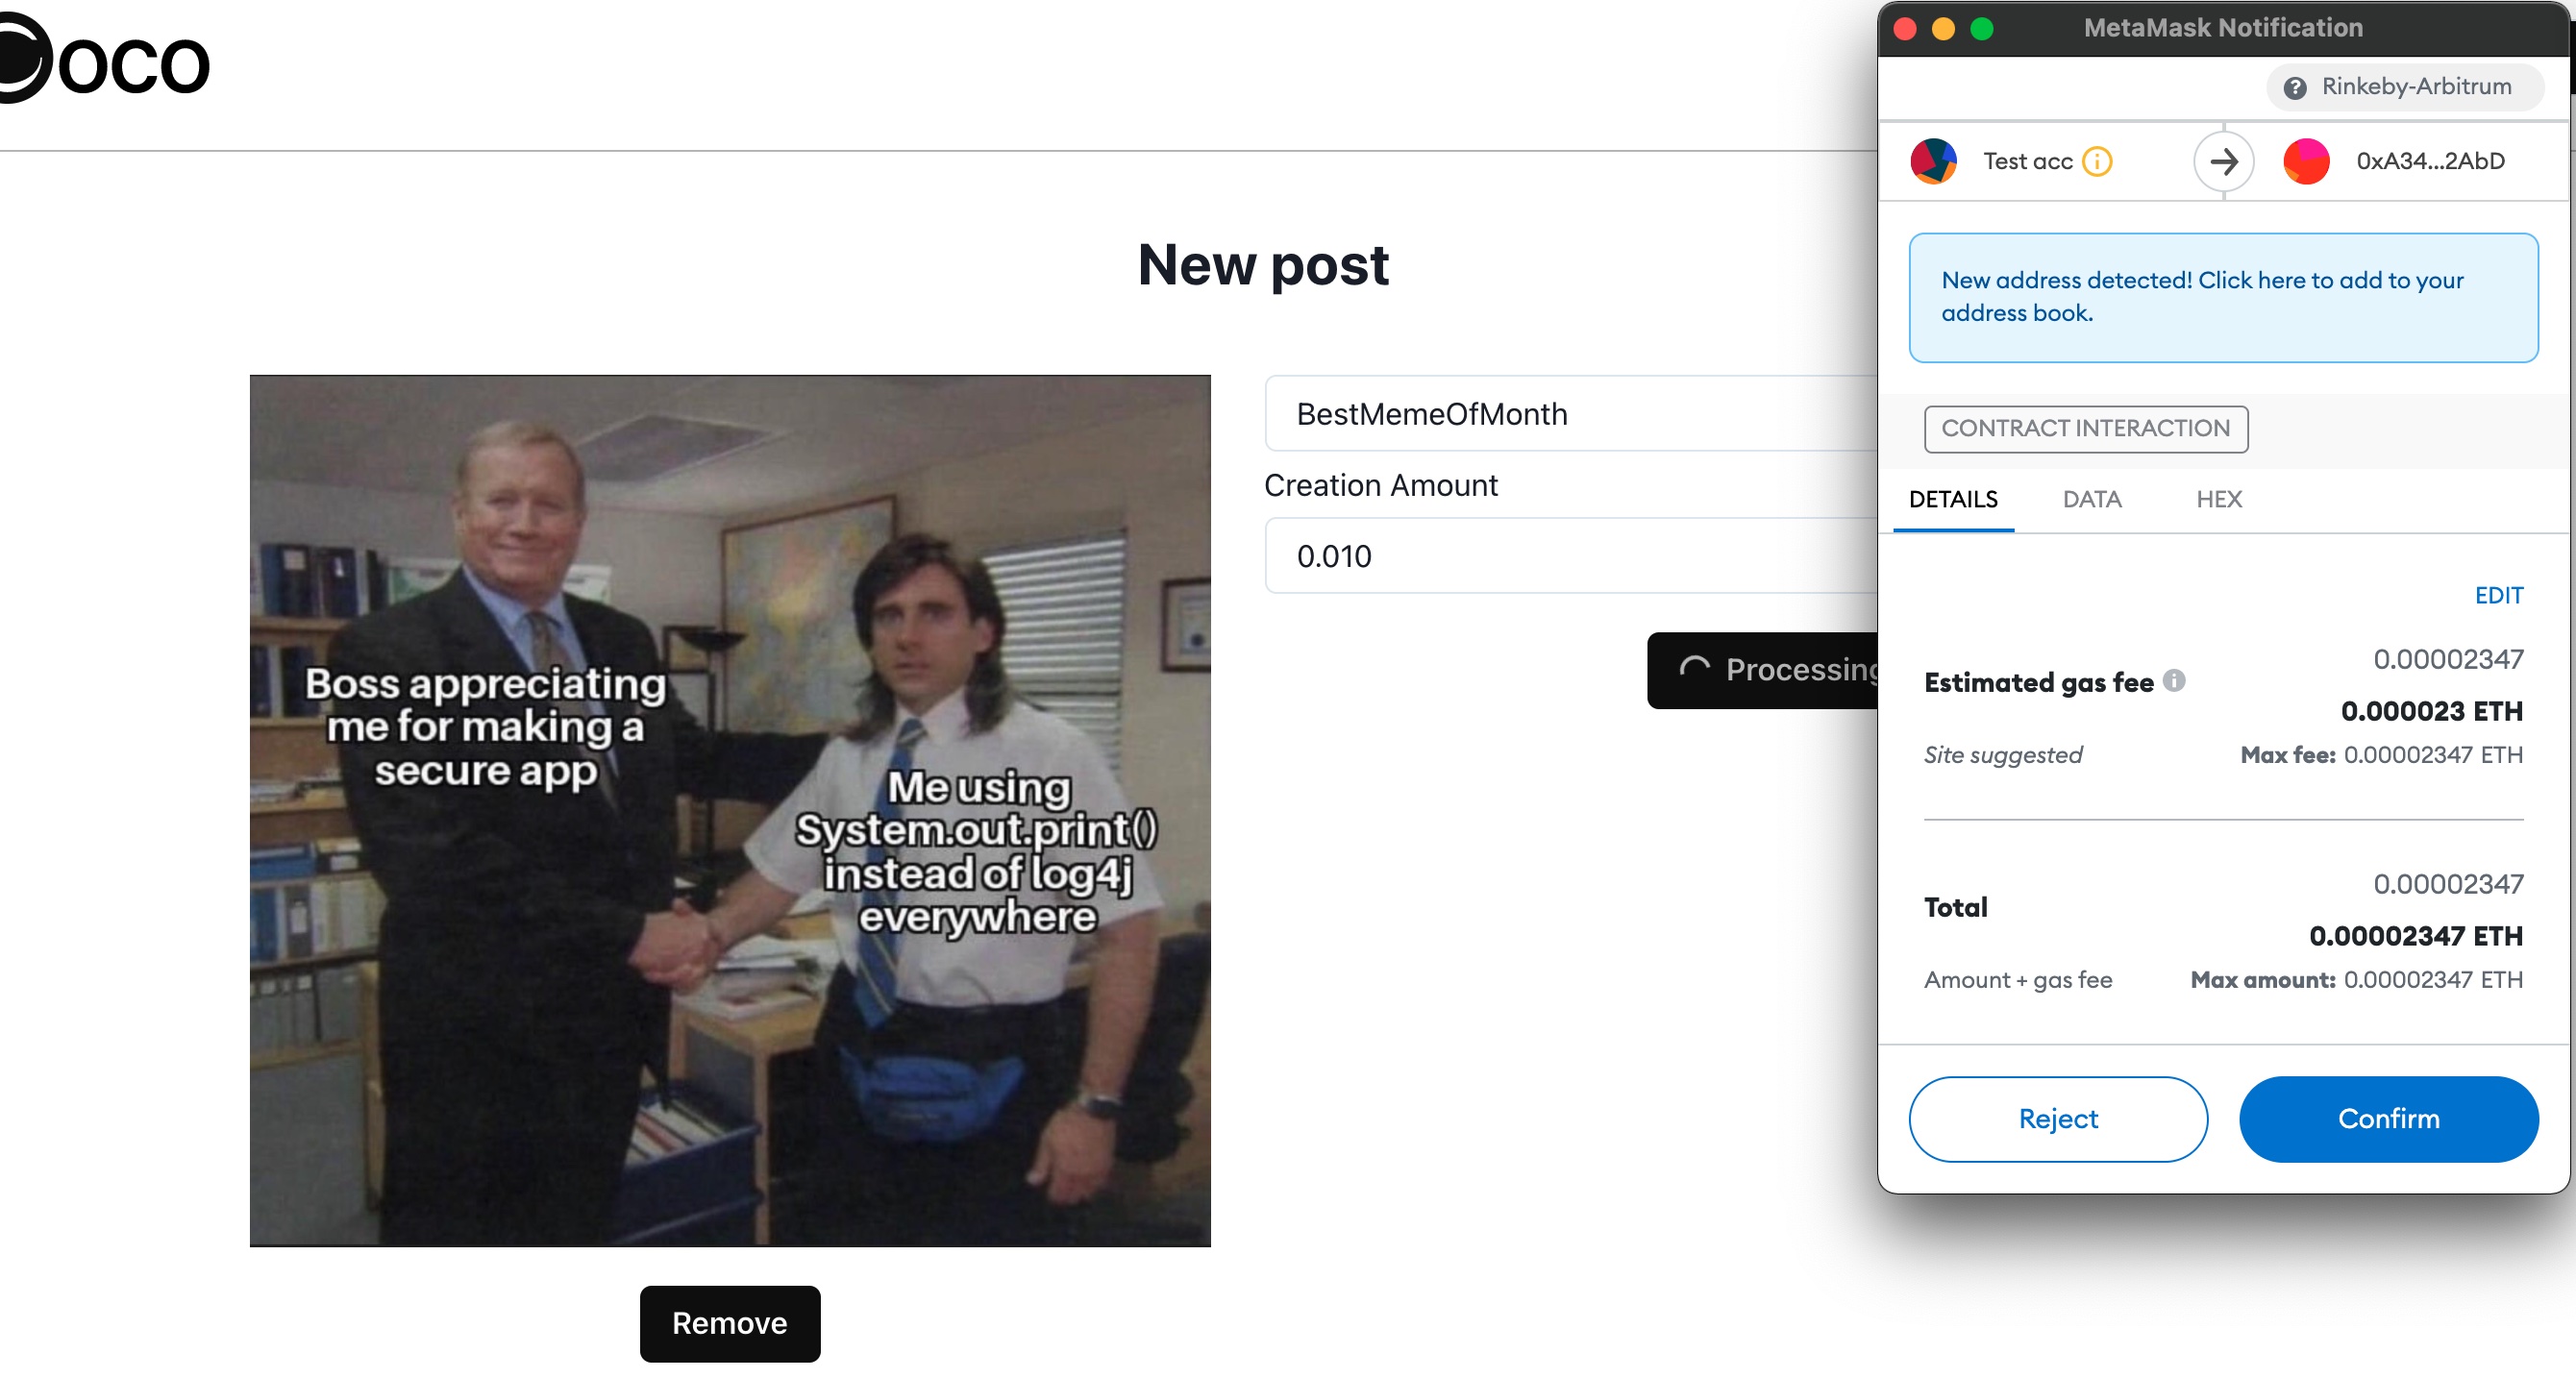 oco
New post
Boss appreciating
me for making a
secure app
Me using
System.out.print()
instead of log4j
everywhere
Remove
BestMemeOfMonth
Creation Amount
0.010
Processing
MetaMask Notification
Rinkeby-Arbitrum
Test acc
0xA34...2AbD
New address detected! Click here to add to your
address book.
CONTRACT INTERACTION
DETAILS DATA HEX
EDIT
0.00002347
Estimated gas fee
0.000023 ETH
Site suggested Max fee: 0.00002347 ETH
0.00002347
Total
0.00002347 ETH
Amount + gas fee Max amount: 0.00002347 ETH
Reject Confirm